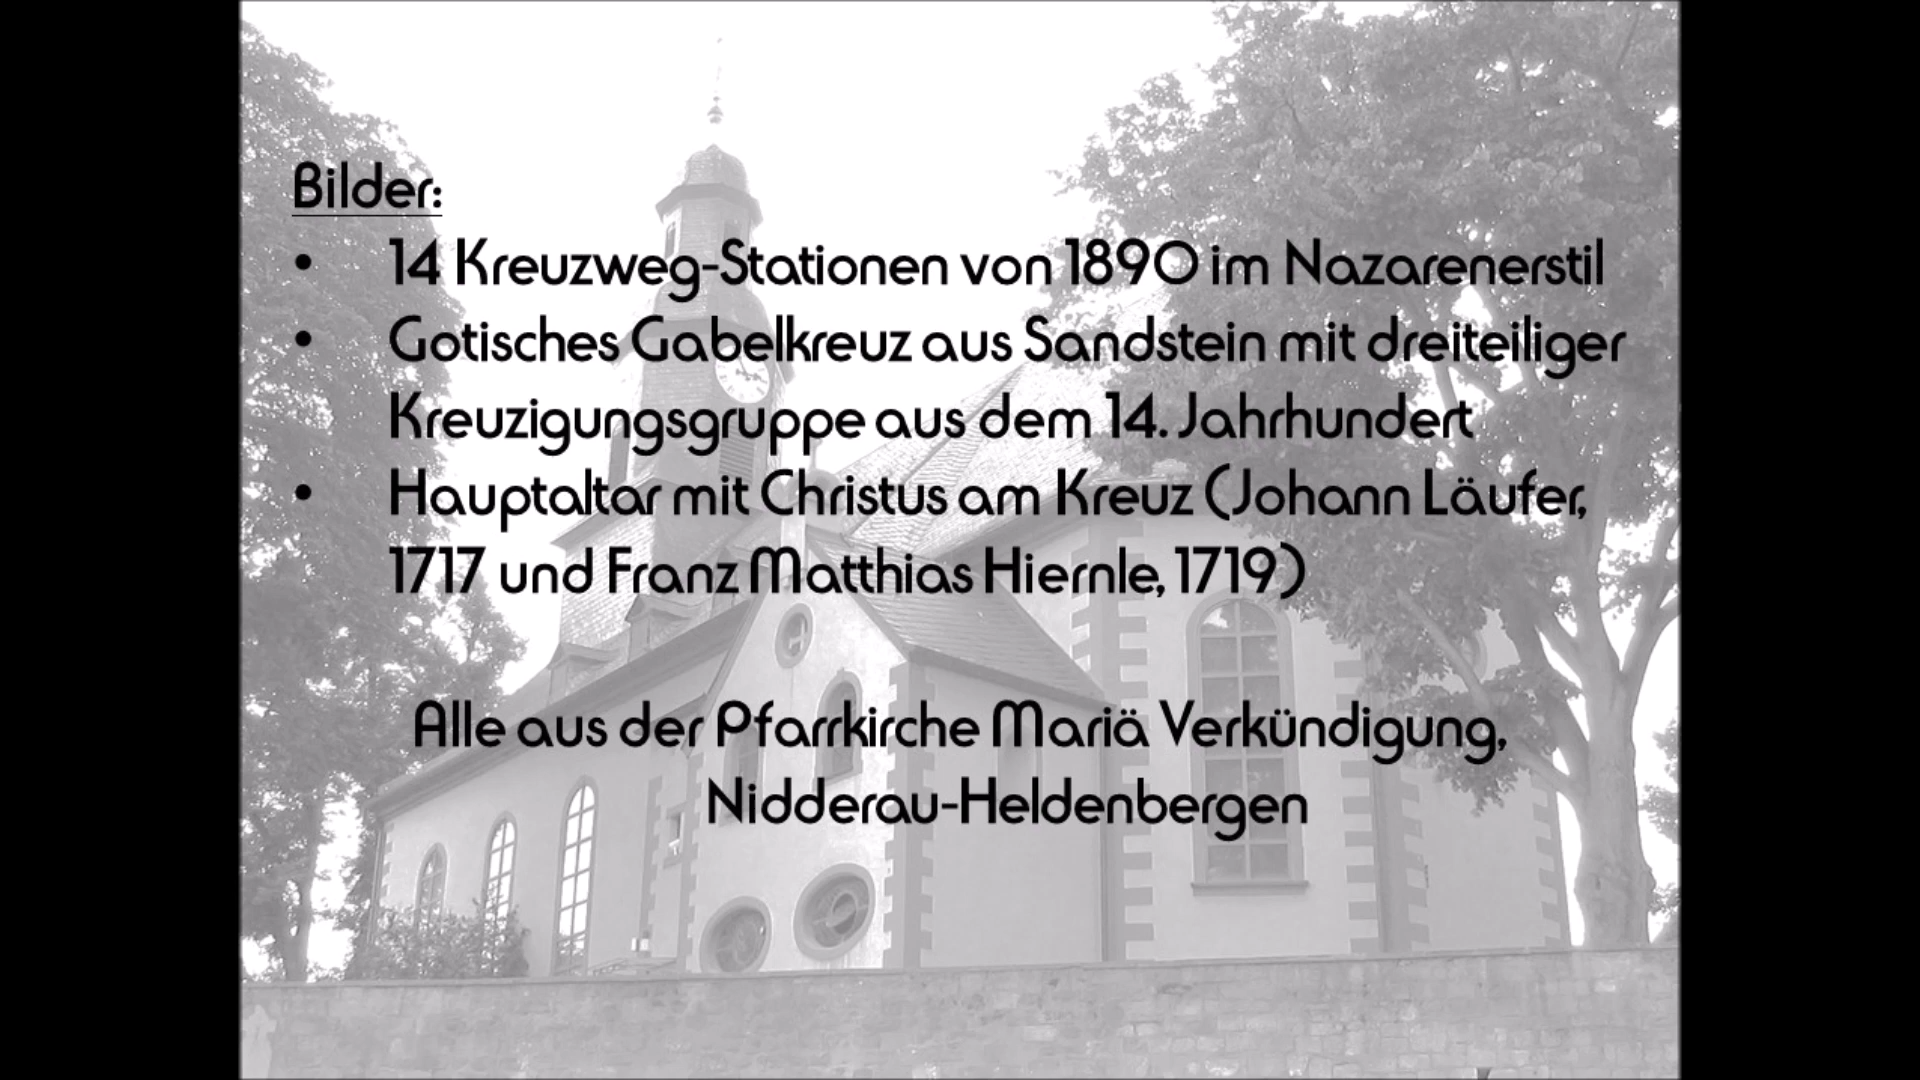 Bilder:
• 14 Kreuzweg-Stationen von 1890 im Nazarenerstil
• Gotisches Gabelkreuz aus Sandstein mit dreiteiliger
Kreuzigungsgruppe aus dem 14. Jahrhundert
• Hauptaltar mit Christus am Kreuz (Johann Läufer,
1717 und Franz Matthias Hiernle, 1719)
Alle aus der Pfarrkirche Mariä Verkündigung,
Nidderau-Heldenbergen